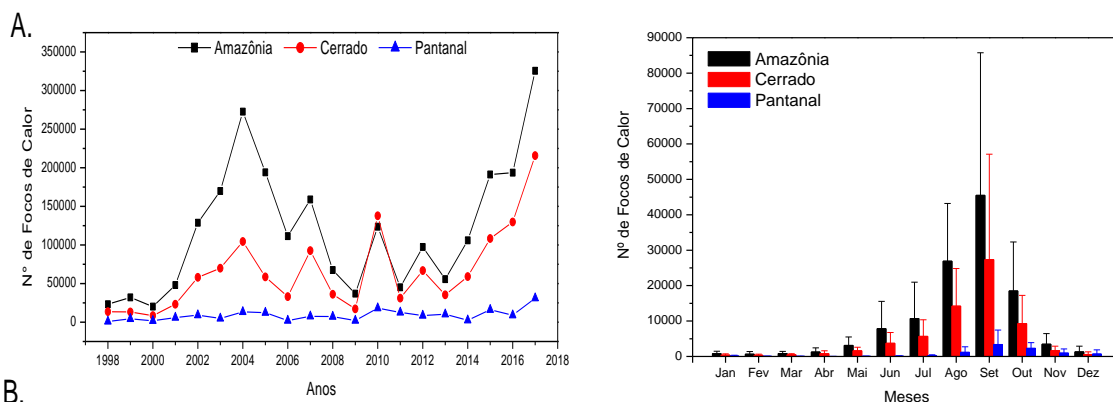 A.
Amazônia Cerrado Pantanal
N° de Focos de Calor
350000
300000
250000
200000
150000
100000
50000
0
1998 2000 2002 2004 2006 2008 2010 2012 2014 2016 2018
Anos
Amazônia
Cerrado
Pantanal
Nº de Focos de Calor
90000
80000
70000
60000
50000
40000
30000
20000
10000
0
Jan Fev Mar Abr Mai Jun Jul Ago Set Out Nov Dez
Meses
B.